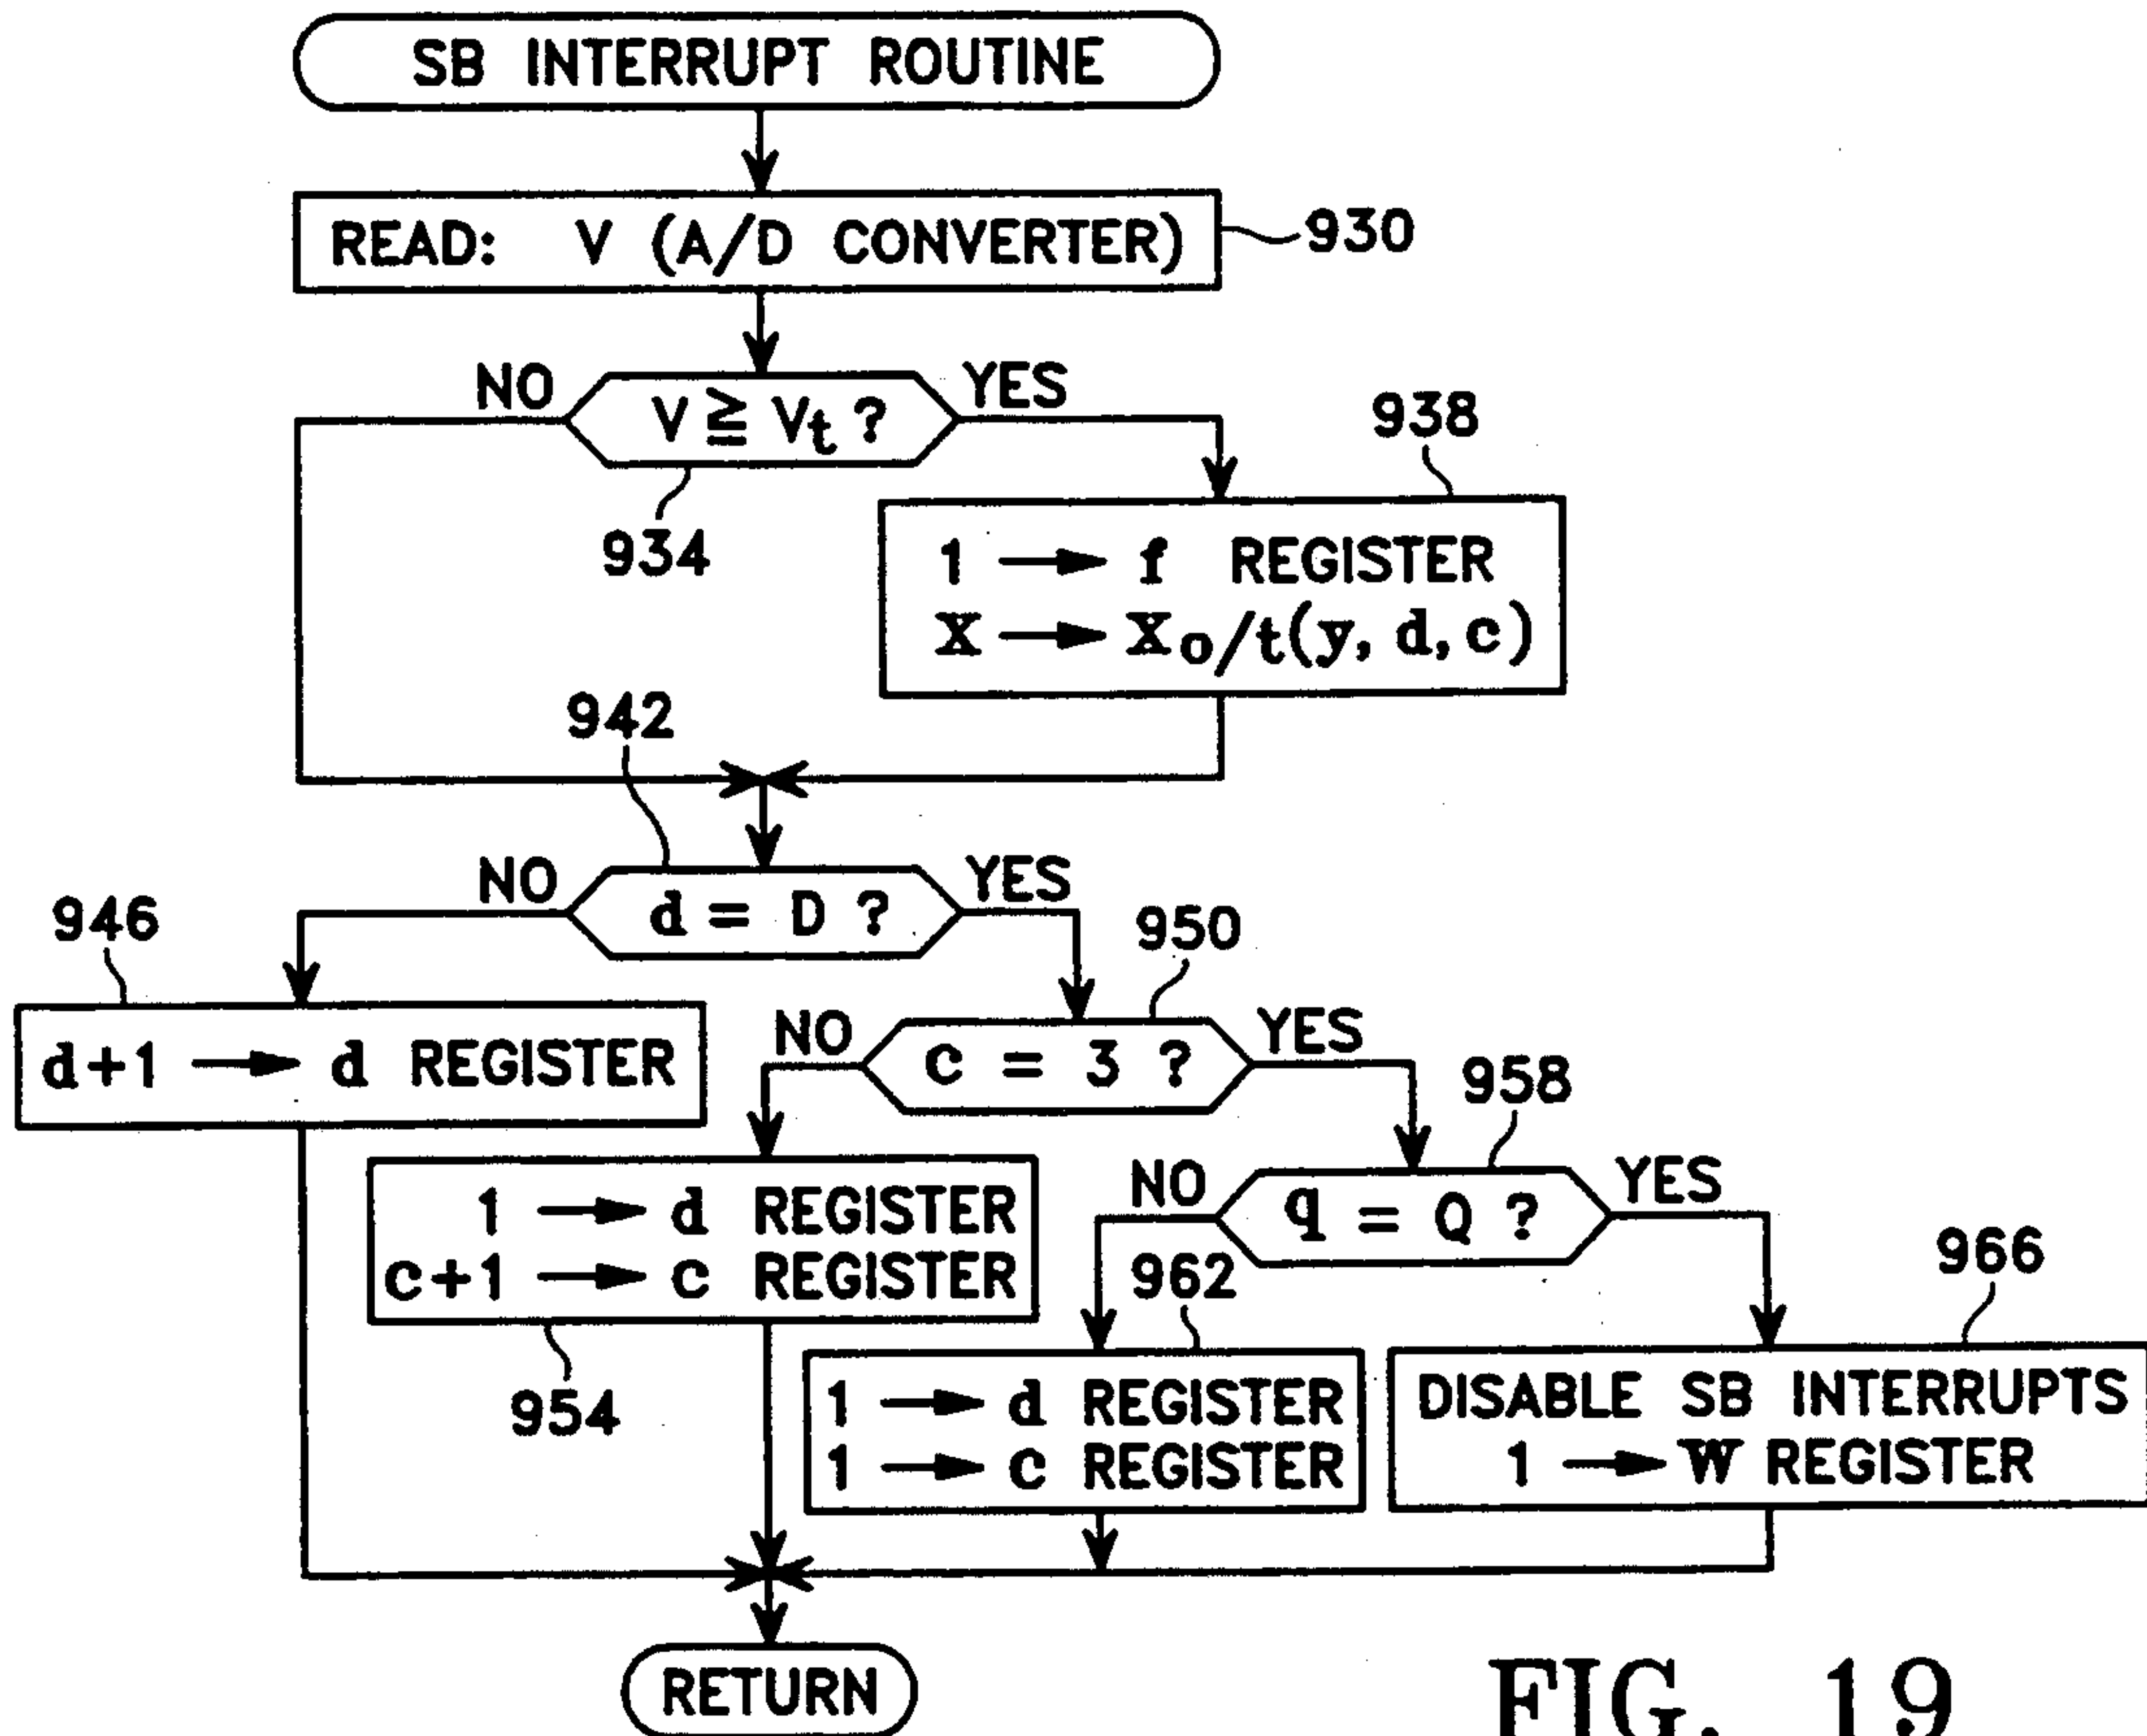 SB INTERRUPT ROUTINE
READ: V (A/D CONVERTER)
930
NO
V ≧ Vt ?
YES
934
938
1 → f REGISTER
X → Xo/t(y, d, c)
942
NO
d = D ?
YES
946
d+1 → d REGISTER
950
NO
c = 3 ?
YES
954
1 → d REGISTER
c+1 → c REGISTER
958
NO
q = Q ?
YES
962
1 → d REGISTER
1 → c REGISTER
966
DISABLE SB INTERRUPTS
1 → W REGISTER
RETURN
FIG. 19